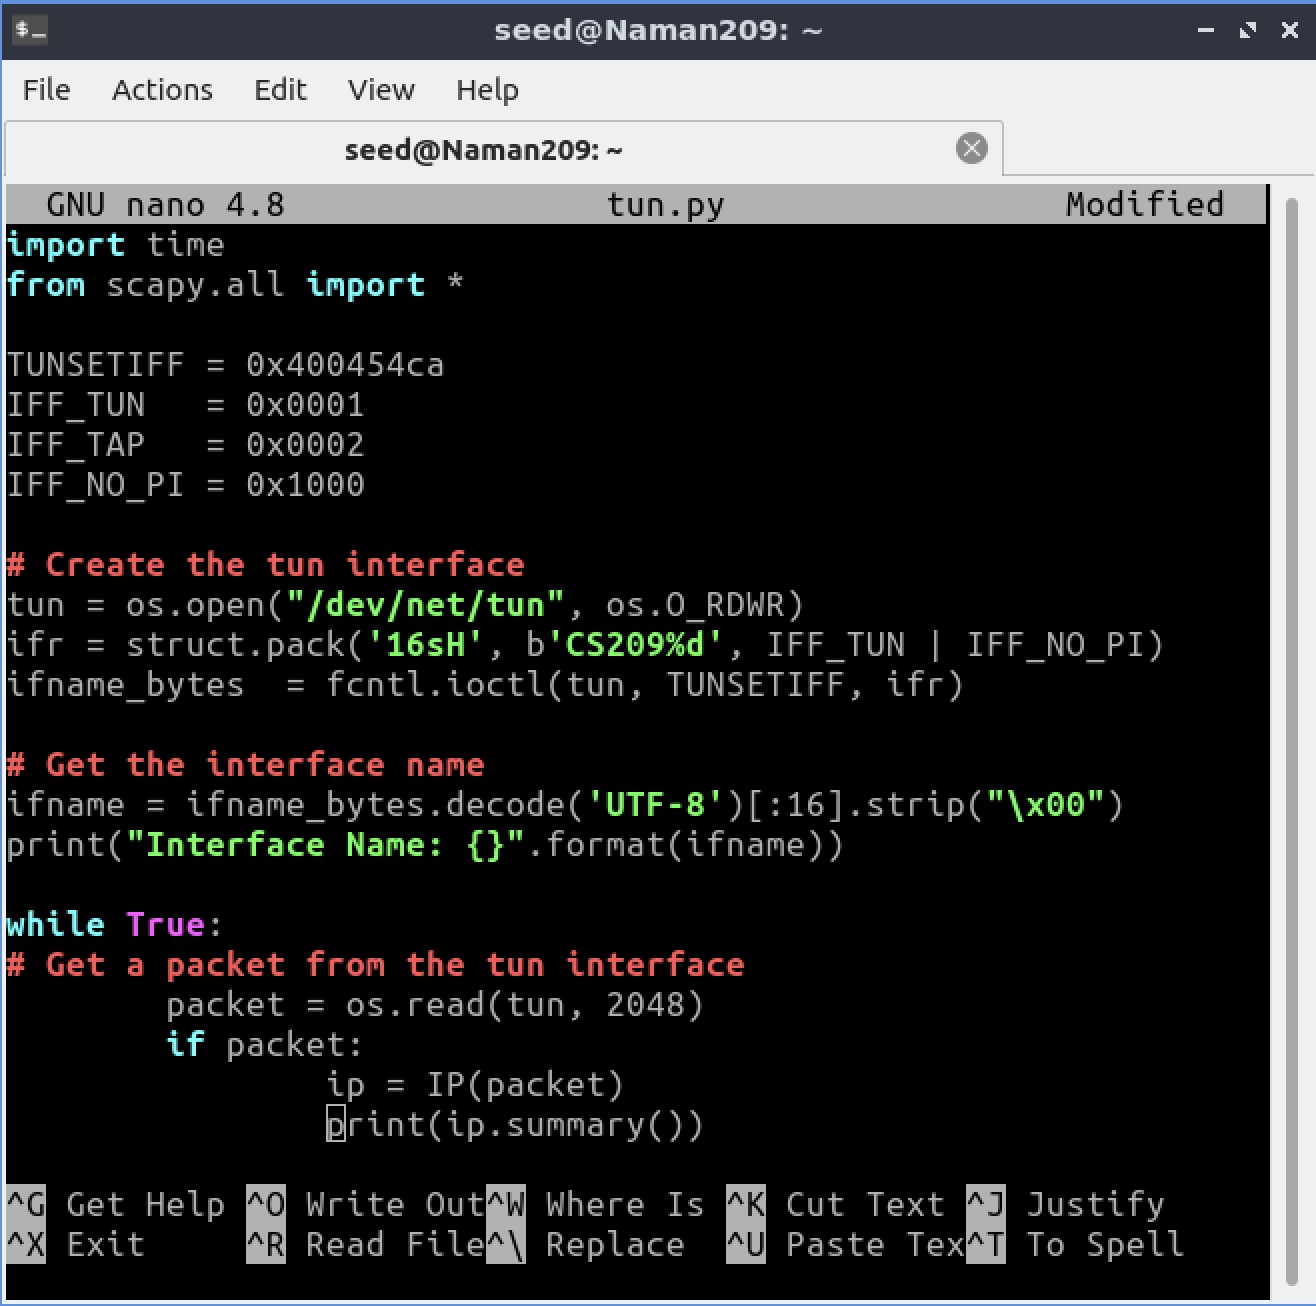 seed@Naman209: ~
File Actions Edit View Help
seed@Naman209: ~
GNU nano 4.8 tun.py Modified
import time
from scapy.all import *
TUNSETIFF = 0x400454ca
IFF_TUN   = 0x0001
IFF_TAP   = 0x0002
IFF_NO_PI = 0x1000
# Create the tun interface
tun = os.open("/dev/net/tun", os.O_RDWR)
ifr = struct.pack('16sH', b'CS209%d', IFF_TUN | IFF_NO_PI)
ifname_bytes  = fcntl.ioctl(tun, TUNSETIFF, ifr)
# Get the interface name
ifname = ifname_bytes.decode('UTF-8')[:16].strip("\x00")
print("Interface Name: {}".format(ifname))
while True:
# Get a packet from the tun interface
        packet = os.read(tun, 2048)
        if packet:
                ip = IP(packet)
                print(ip.summary())
^G Get Help ^O Write Out^W Where Is ^K Cut Text ^J Justify
^X Exit ^R Read File^\ Replace ^U Paste Tex^T To Spell